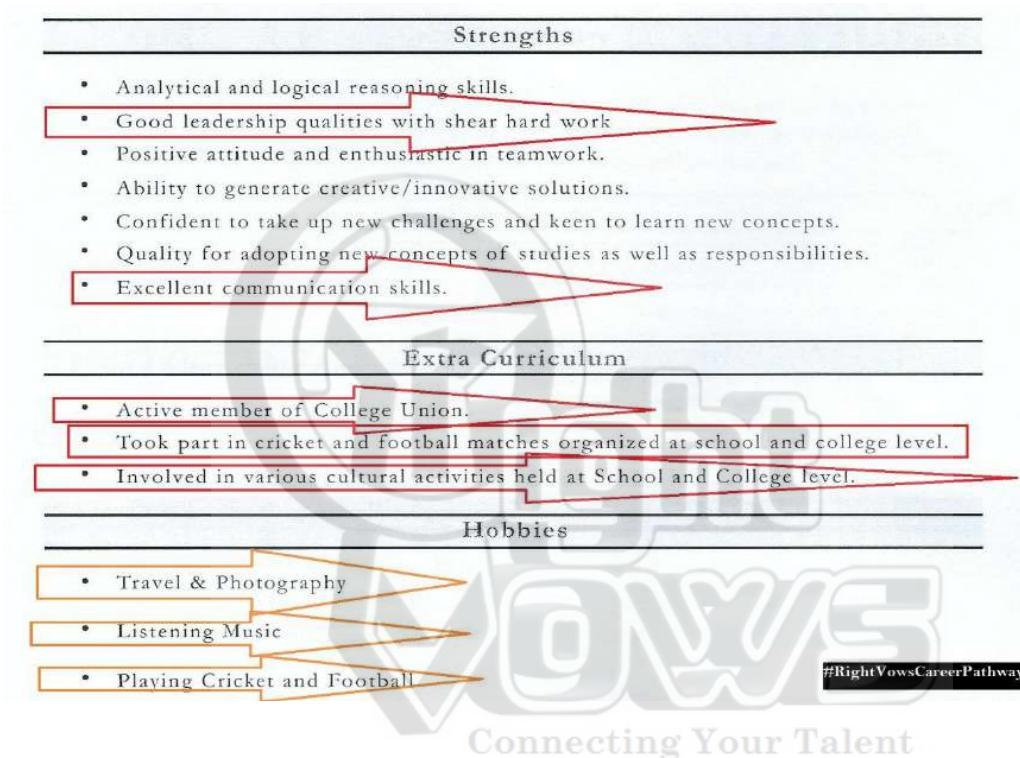 Strengths
• Analytical and logical reasoning skills.
• Good leadership qualities with shear hard work
• Positive attitude and enthusiastic in teamwork.
• Ability to generate creative/innovative solutions.
• Confident to take up new challenges and keen to learn new concepts.
• Quality for adopting new concepts of studies as well as responsibilities.
• Excellent communication skills.
Extra Curriculum
• Active member of College Union.
• Took part in cricket and football matches organized at school and college level.
• Involved in various cultural activities held at School and College level.
Hobbies
• Travel & Photography
• Listening Music
• Playing Cricket and Football
#RightVowsCareerPathway
Right
Vows
Connecting Your Talent